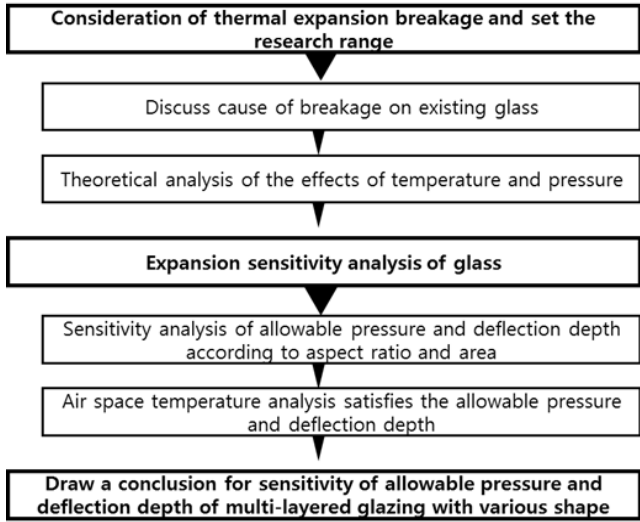 Consideration of thermal expansion breakage and set the
research range
Discuss cause of breakage on existing glass
Theoretical analysis of the effects of temperature and pressure
Expansion sensitivity analysis of glass
Sensitivity analysis of allowable pressure and deflection depth
according to aspect ratio and area
Air space temperature analysis satisfies the allowable pressure
and deflection depth
Draw a conclusion for sensitivity of allowable pressure and
deflection depth of multi-layered glazing with various shape